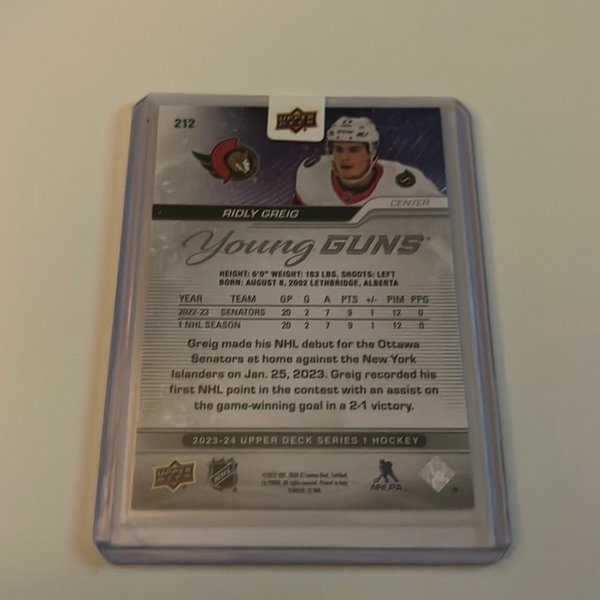 UPPER DECK
212
CENTER
RIDLY GREIG
Young GUNS
HEIGHT: 6'0" WEIGHT: 183 LBS. SHOOTS: LEFT
BORN: AUGUST 8, 2002 LETHBRIDGE, ALBERTA
YEAR TEAM GP G A PTS +/- PIM PPG
2022-23 SENATORS 20 2 7 9 1 12 0
1 NHL SEASON 20 2 7 9 1 12 0
Greig made his NHL debut for the Ottawa
Senators at home against the New York
Islanders on Jan. 25, 2023. Greig recorded his
first NHL point in the contest with an assist on
the game-winning goal in a 2-1 victory.
2023-24 UPPER DECK SERIES 1 HOCKEY
UPPER DECK
NHL
NHLPA